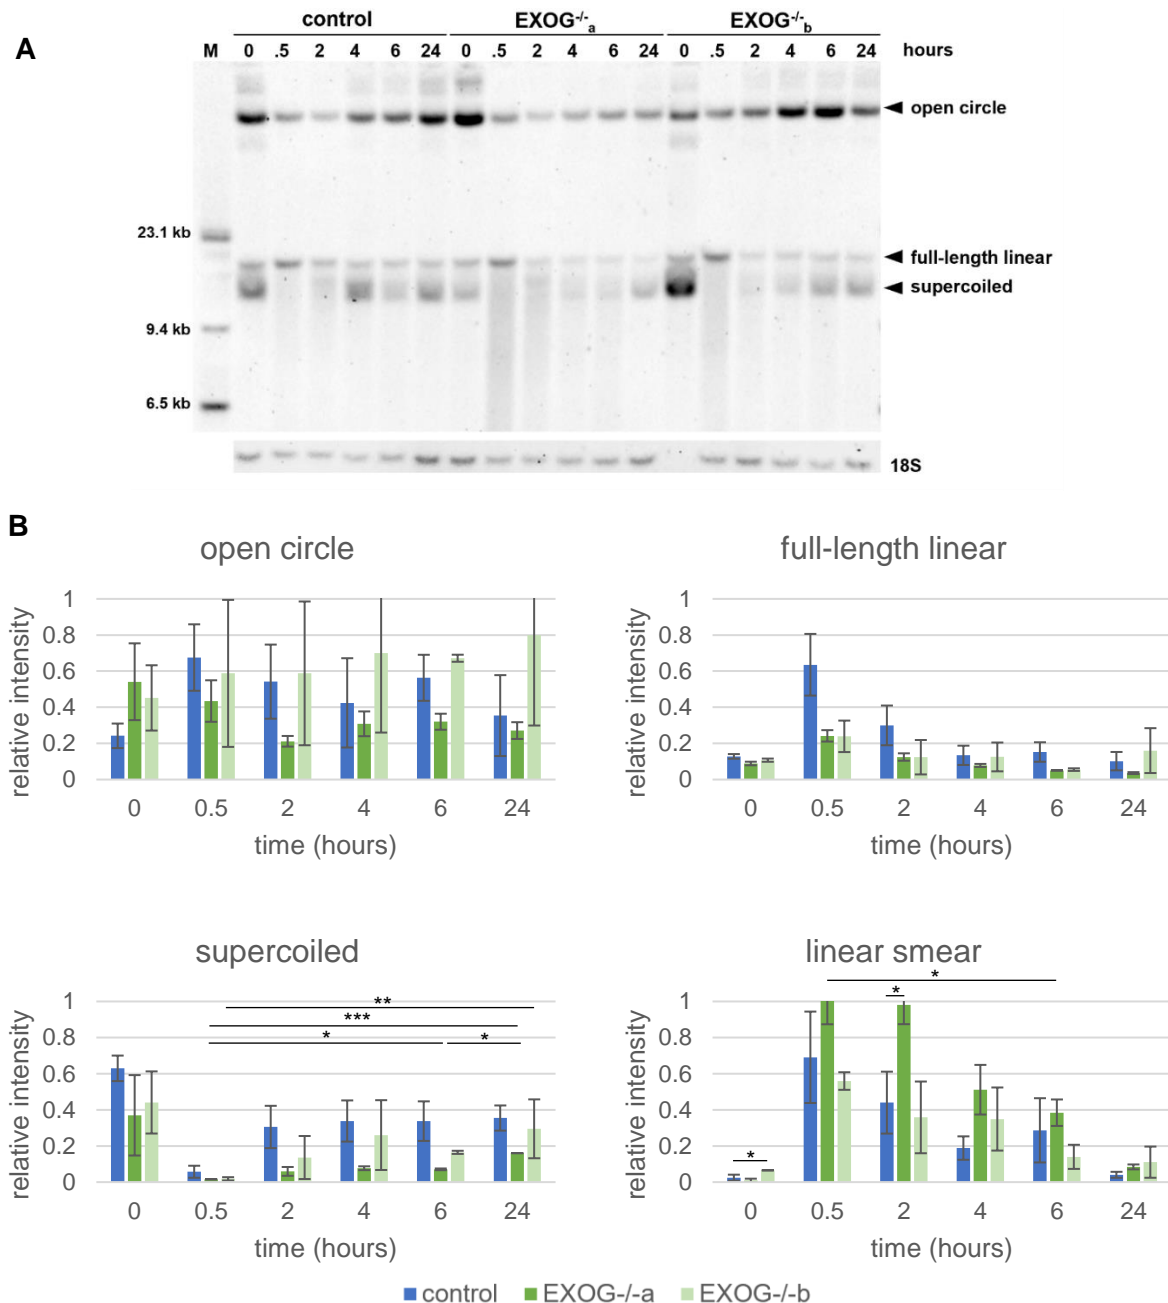 A
control EXOG-/-a EXOG-/-b
M 0 .5 2 4 6 24 0 .5 2 4 6 24 0 .5 2 4 6 24 hours
open circle
23.1 kb
full-length linear
supercoiled
9.4 kb
6.5 kb
18S
B
open circle
relative intensity
1
0.8
0.6
0.4
0.2
0
0 0.5 2 4 6 24
time (hours)
full-length linear
relative intensity
1
0.8
0.6
0.4
0.2
0
0 0.5 2 4 6 24
time (hours)
supercoiled
relative intensity
1
0.8
0.6
0.4
0.2
0
**
***
*
*
0 0.5 2 4 6 24
time (hours)
linear smear
relative intensity
1
0.8
0.6
0.4
0.2
0
*
*
*
0 0.5 2 4 6 24
time (hours)
control EXOG-/-a EXOG-/-b